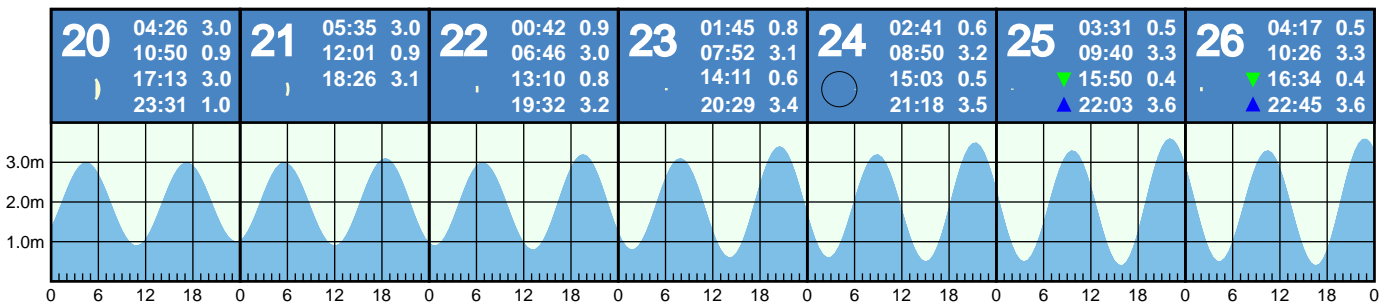 20 04:26 3.0 21 05:35 3.0 22 00:42 0.9 23 01:45 0.8 24 02:41 0.6 25 03:31 0.5 26 04:17 0.5
10:50 0.9 12:01 0.9 06:46 3.0 07:52 3.1 08:50 3.2 09:40 3.3 10:26 3.3
17:13 3.0 18:26 3.1 13:10 0.8 14:11 0.6 15:03 0.5 ▼ 15:50 0.4 ▼ 16:34 0.4
23:31 1.0 19:32 3.2 20:29 3.4 21:18 3.5 ▲ 22:03 3.6 ▲ 22:45 3.6
3.0m
2.0m
1.0m
0 6 12 18 0 6 12 18 0 6 12 18 0 6 12 18 0 6 12 18 0 6 12 18 0 6 12 18 0